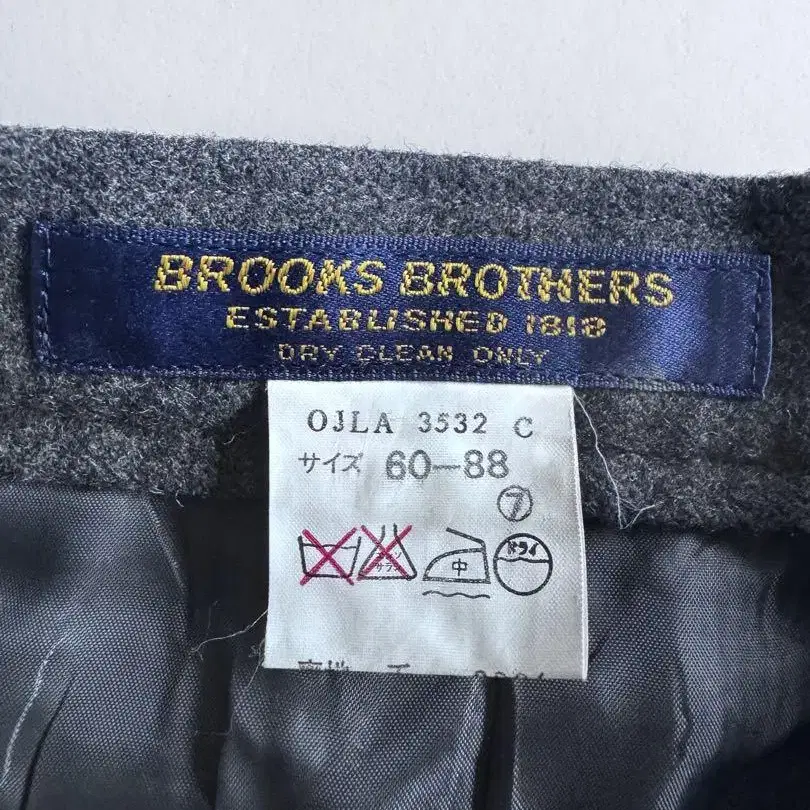 BROOKS BROTHERS
ESTABLISHED 1818
DRY CLEAN ONLY
OJLA 3532 C
サイズ 60-88
7
中
ドライ